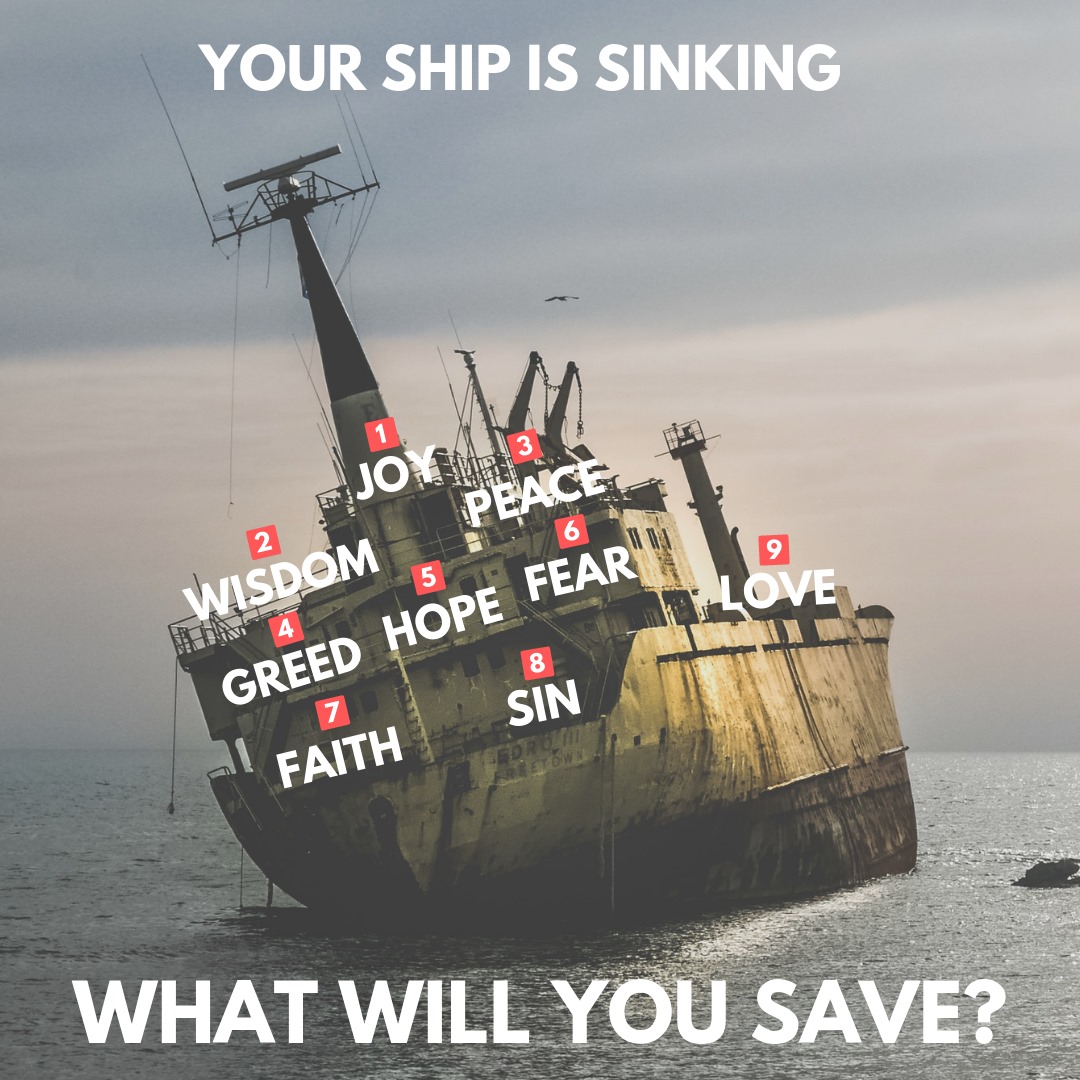 YOUR SHIP IS SINKING
1
JOY
3
PEACE
2
WISDOM
5
HOPE
6
FEAR
9
LOVE
4
GREED
8
SIN
7
FAITH
WHAT WILL YOU SAVE?